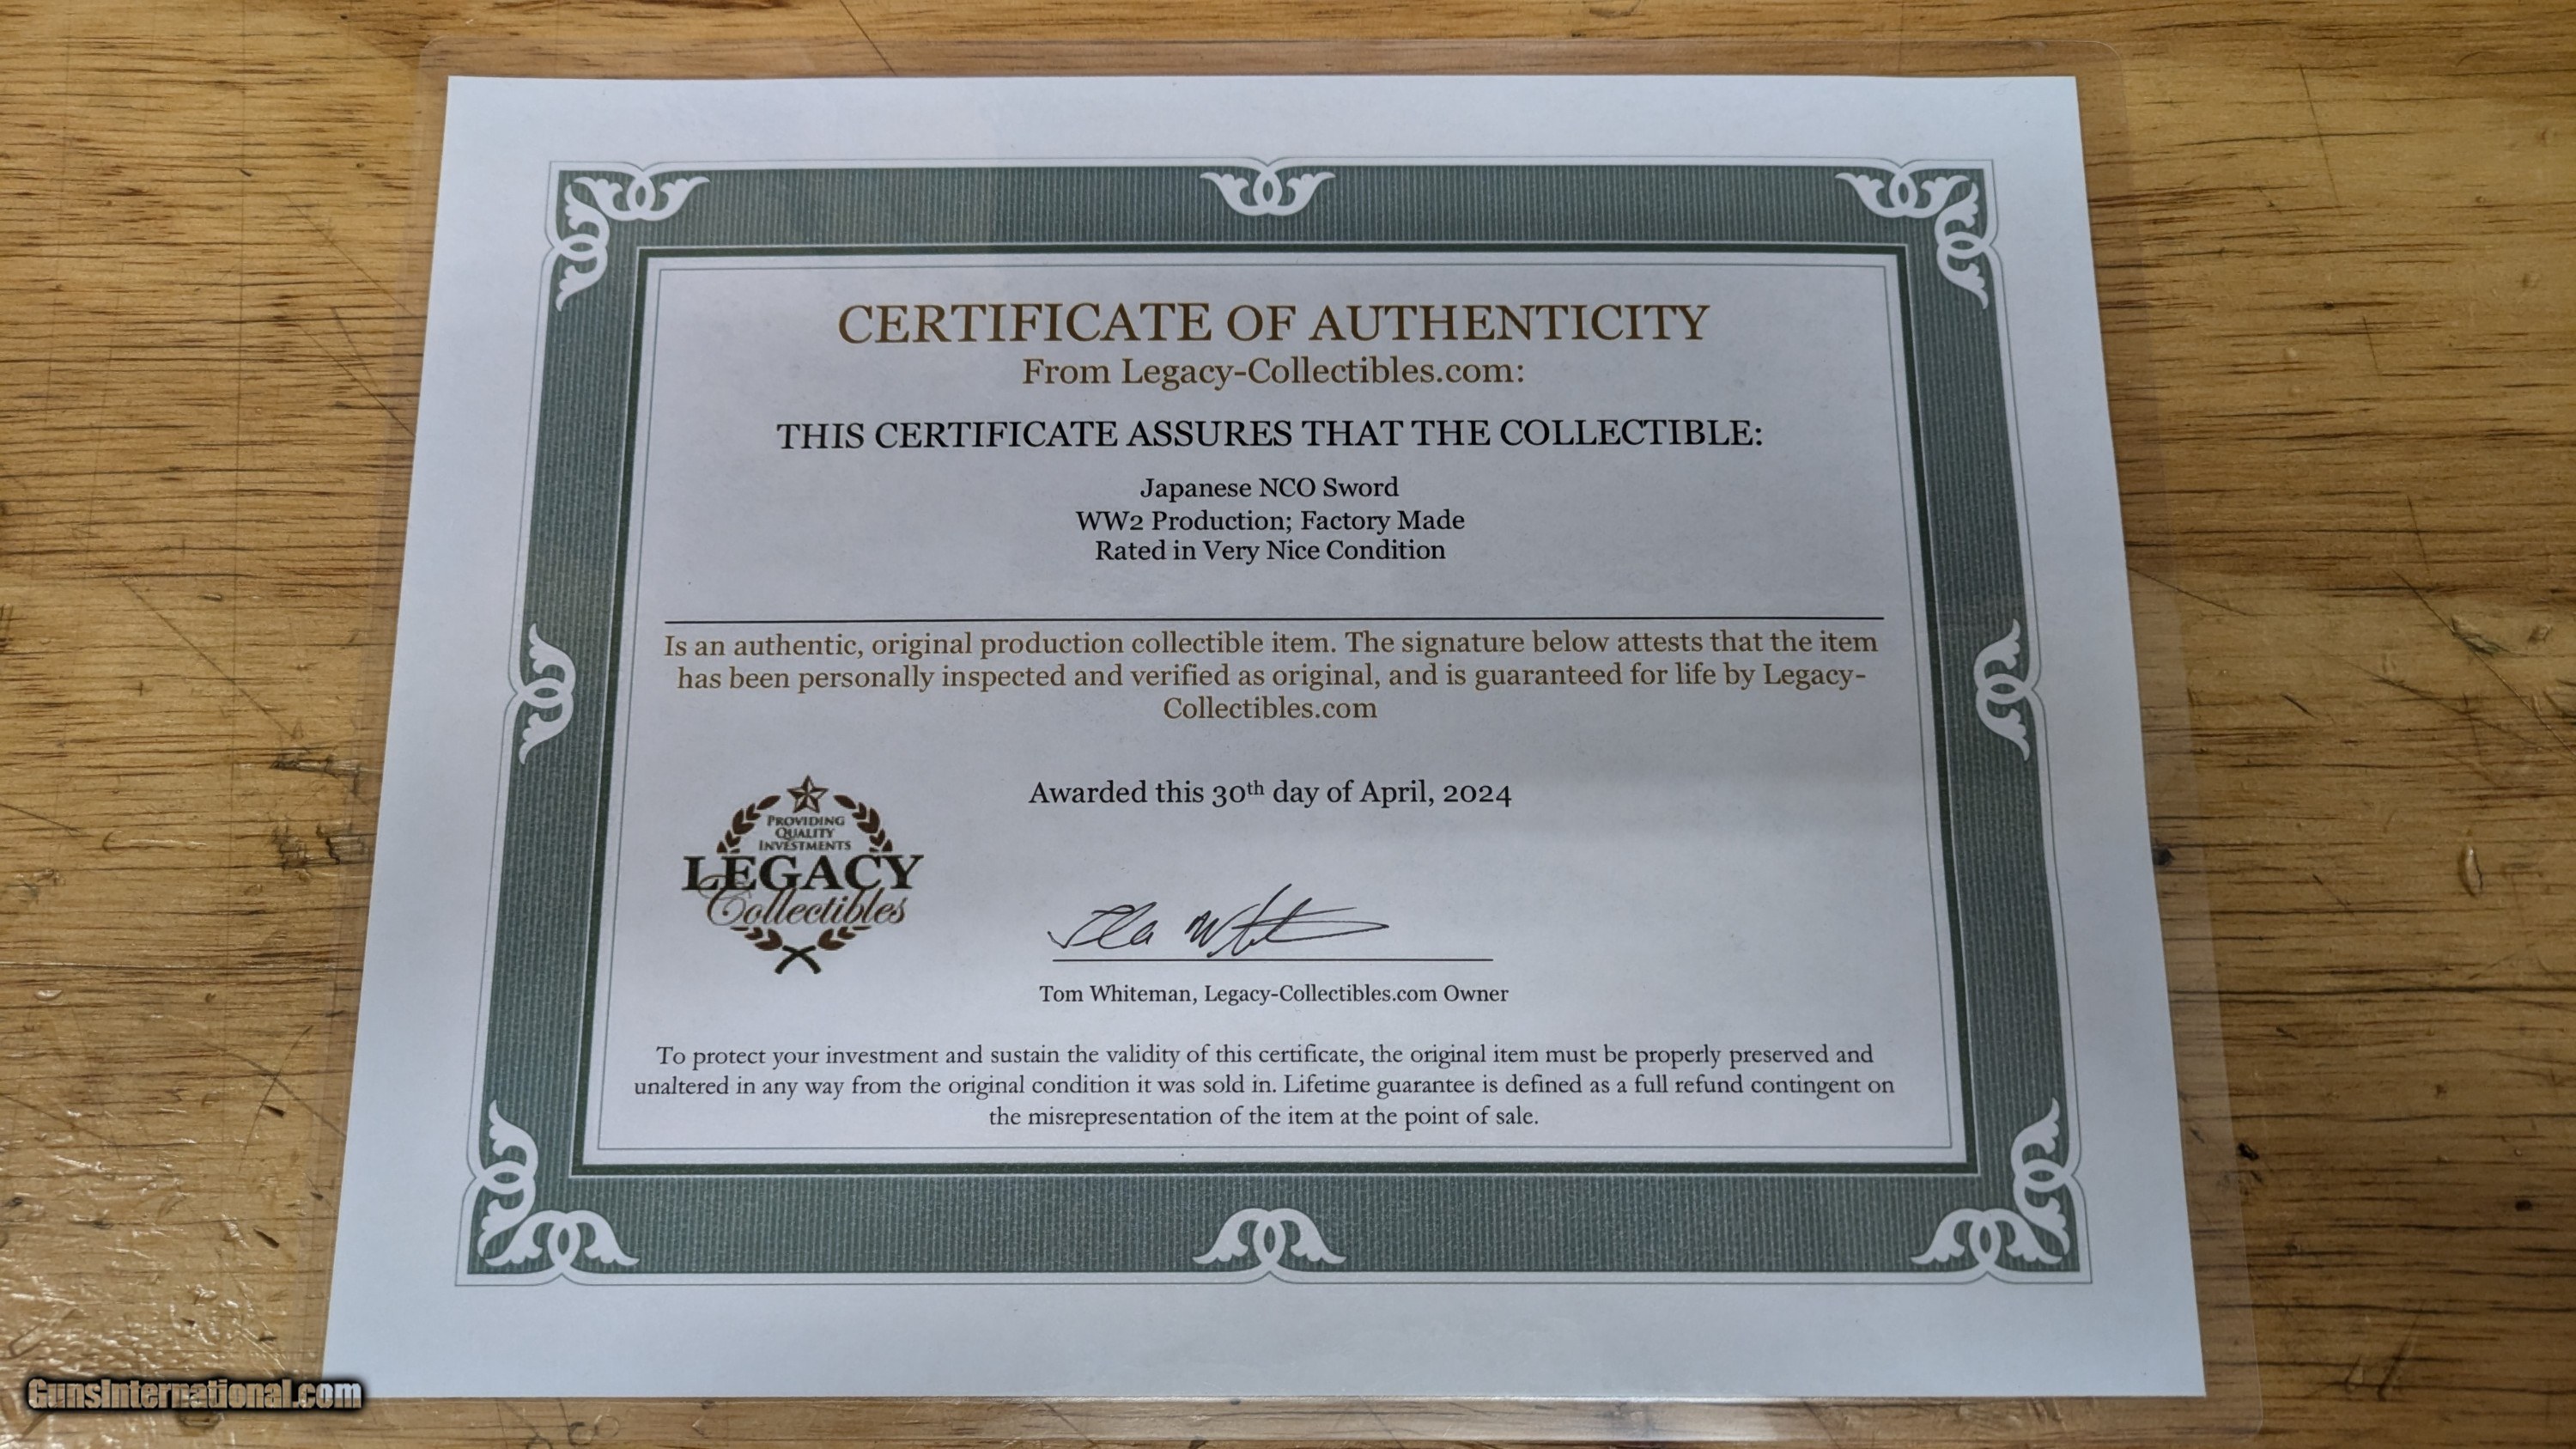 CERTIFICATE OF AUTHENTICITY
From Legacy-Collectibles.com:
THIS CERTIFICATE ASSURES THAT THE COLLECTIBLE:
Japanese NCO Sword
WW2 Production; Factory Made
Rated in Very Nice Condition
Is an authentic, original production collectible item. The signature below attests that the item
has been personally inspected and verified as original, and is guaranteed for life by Legacy-
Collectibles.com
Awarded this 30th day of April, 2024
PROVIDING
QUALITY
INVESTMENTS
LEGACY
Collectibles
Tom Whiteman, Legacy-Collectibles.com Owner
To protect your investment and sustain the validity of this certificate, the original item must be properly preserved and
unaltered in any way from the original condition it was sold in. Lifetime guarantee is defined as a full refund contingent on
the misrepresentation of the item at the point of sale.
GunsInternational.com